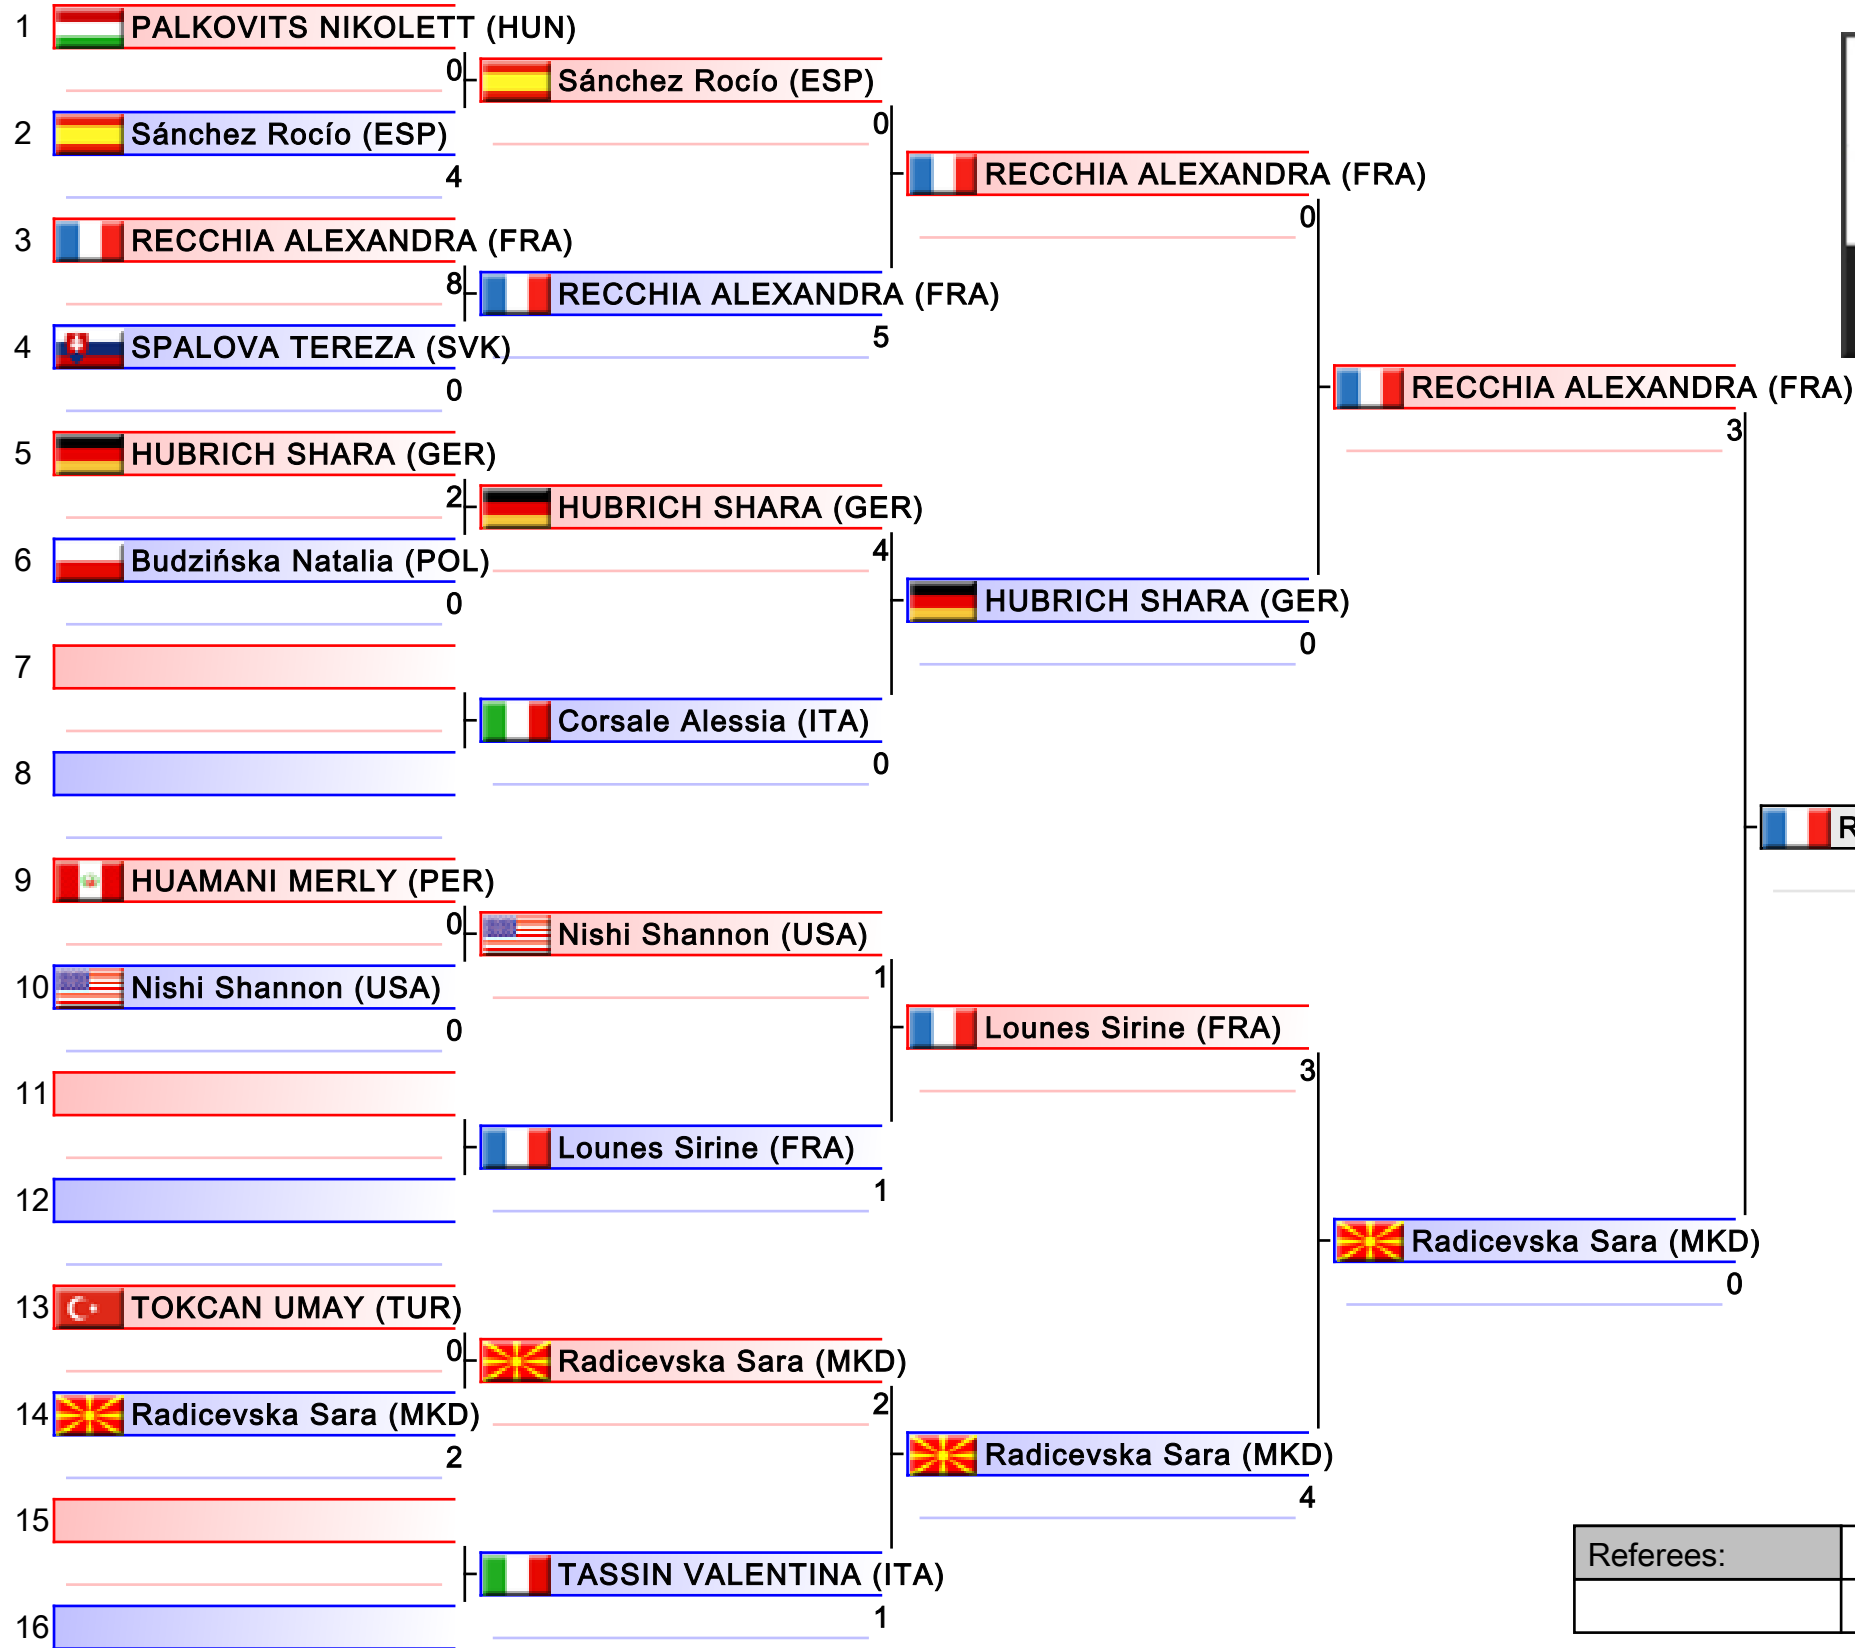 1 PALKOVITS NIKOLETT (HUN)
0
Sánchez Rocío (ESP)
0
2 Sánchez Rocío (ESP)
4
RECCHIA ALEXANDRA (FRA)
0
3 RECCHIA ALEXANDRA (FRA)
8
RECCHIA ALEXANDRA (FRA)
5
4 SPALOVA TEREZA (SVK)
0
RECCHIA ALEXANDRA (FRA)
3
5 HUBRICH SHARA (GER)
2
HUBRICH SHARA (GER)
4
6 Budzińska Natalia (POL)
0
HUBRICH SHARA (GER)
0
7
Corsale Alessia (ITA)
0
8
R
9 HUAMANI MERLY (PER)
0
Nishi Shannon (USA)
1
10 Nishi Shannon (USA)
0
Lounes Sirine (FRA)
3
11
Lounes Sirine (FRA)
1
12
Radicevska Sara (MKD)
0
13 TOKCAN UMAY (TUR)
0
Radicevska Sara (MKD)
2
14 Radicevska Sara (MKD)
2
Radicevska Sara (MKD)
4
15
TASSIN VALENTINA (ITA)
1
16
Referees: